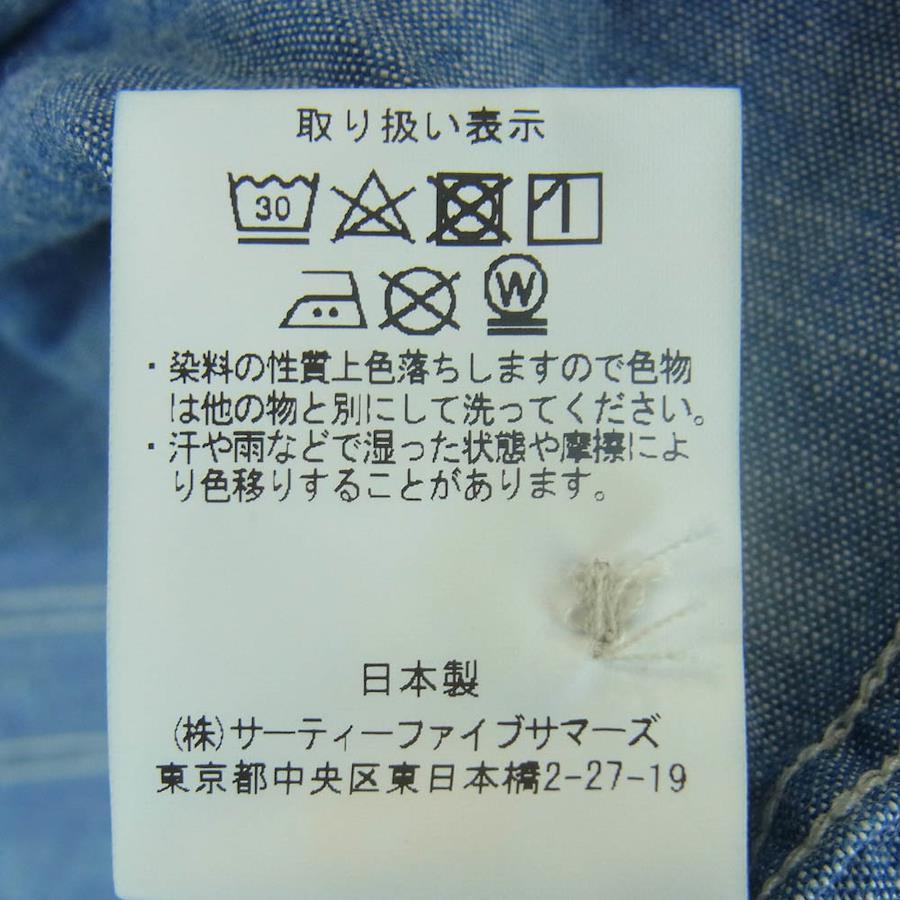 取り扱い表示
30
W
・染料の性質上色落ちしますので色物
は他の物と別にして洗ってください。
・汗や雨などで湿った状態や摩擦によ
り色移りすることがあります。
日本製
(株)サーティーファイブサマーズ
東京都中央区東日本橋2-27-19